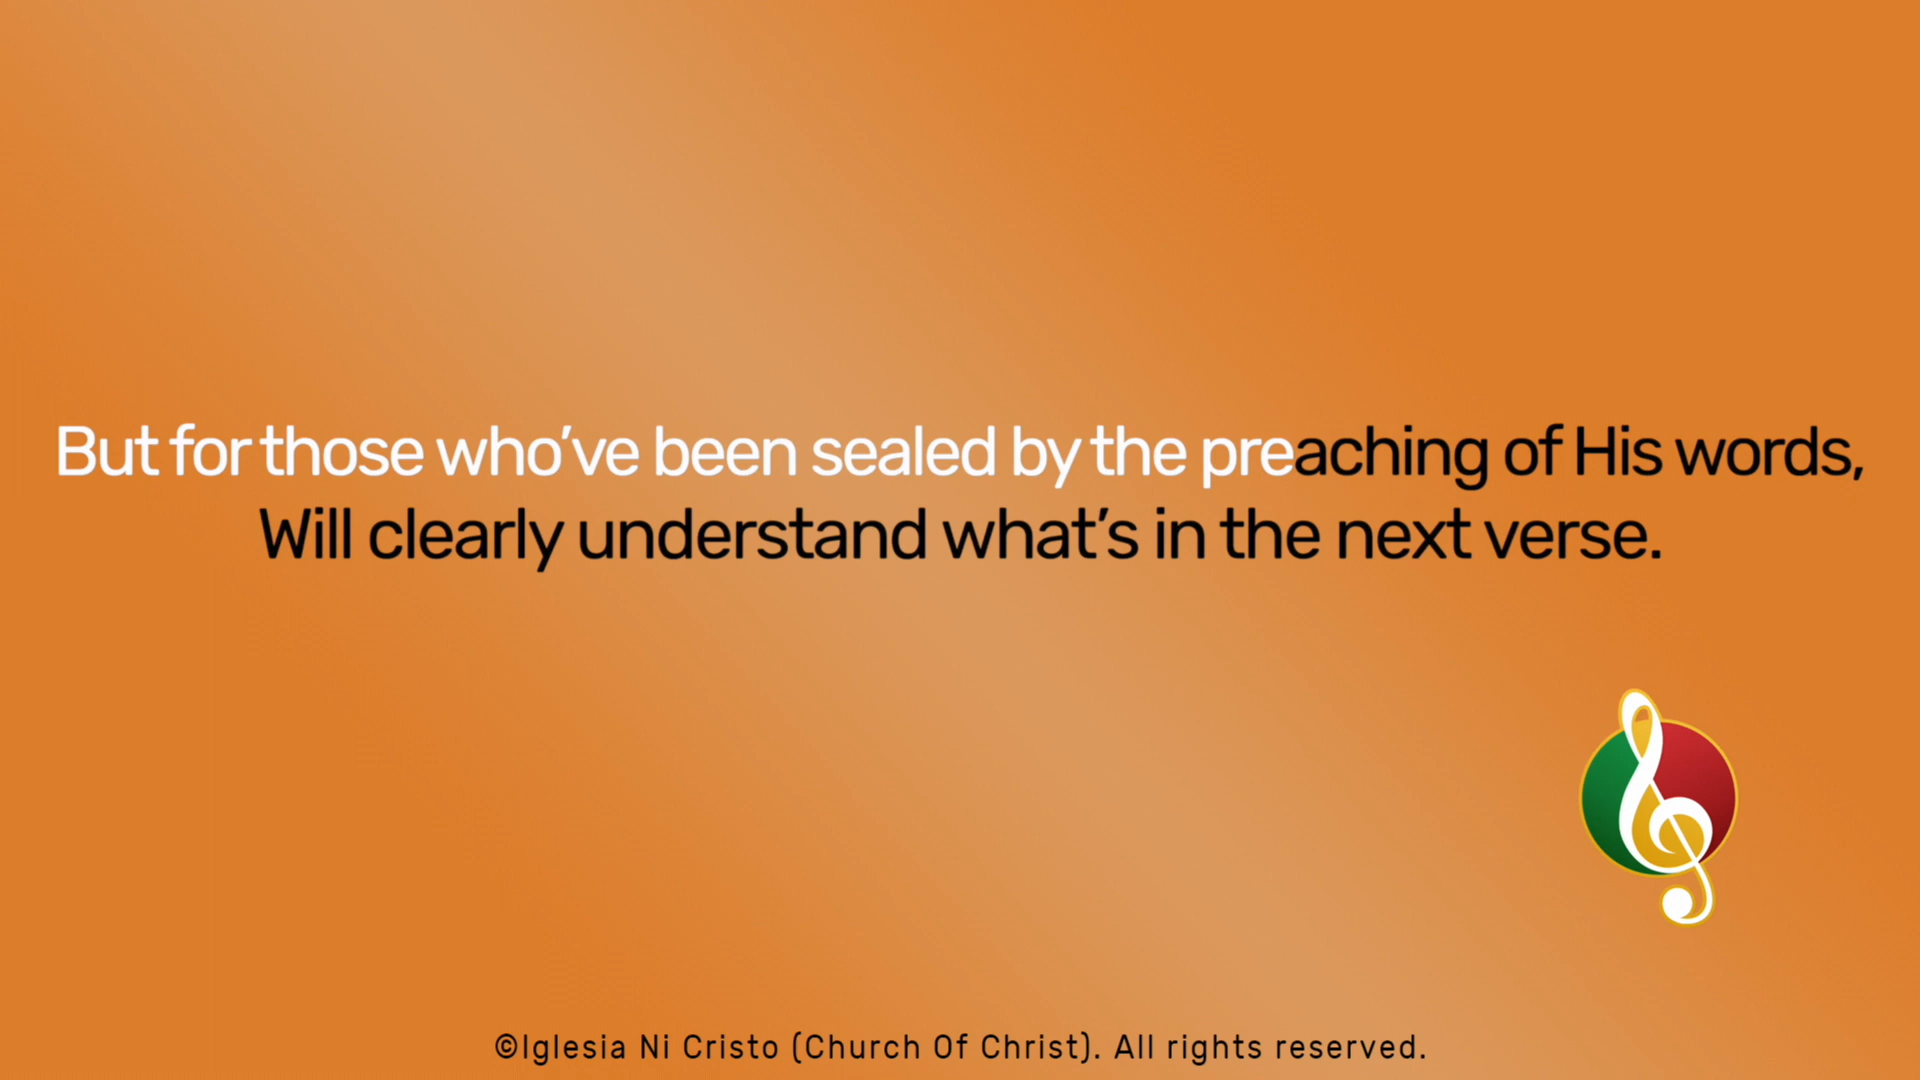 But for those who’ve been sealed by the preaching of His words,
Will clearly understand what’s in the next verse.
©Iglesia Ni Cristo (Church Of Christ). All rights reserved.